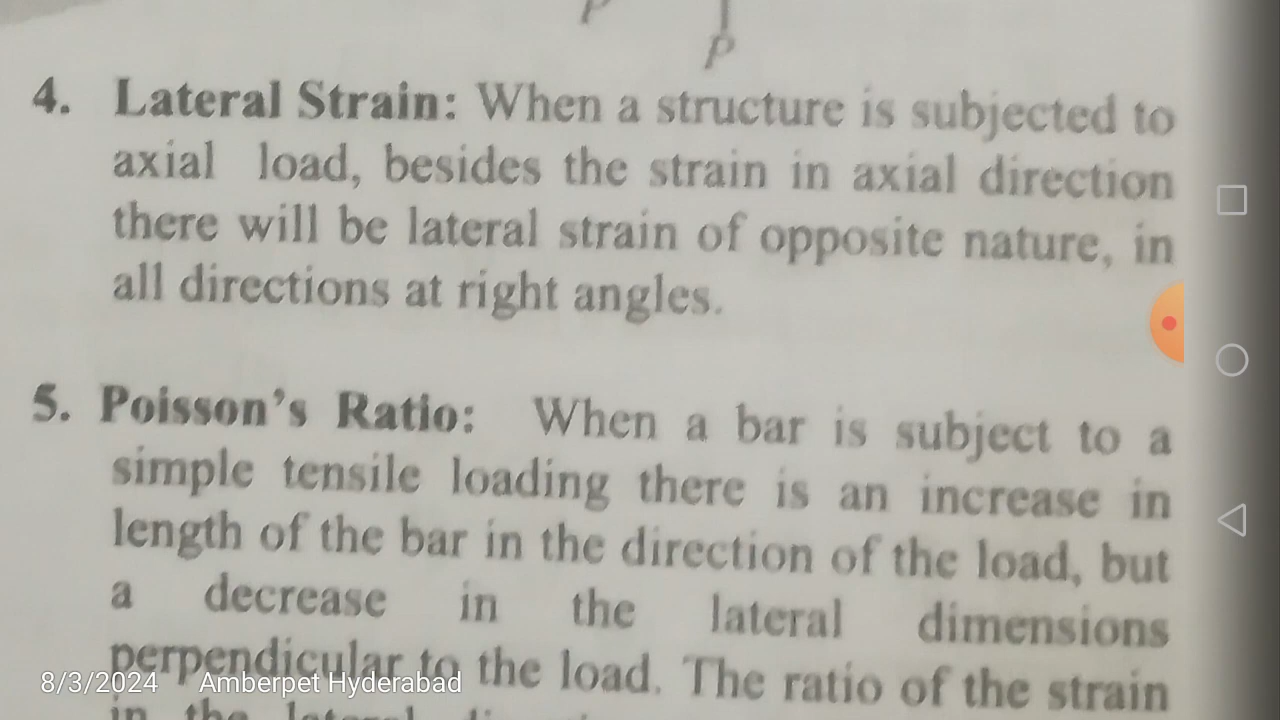 P
P
4. Lateral Strain: When a structure is subjected to
axial load, besides the strain in axial direction
there will be lateral strain of opposite nature, in
all directions at right angles.
5. Poisson's Ratio: When a bar is subject to a
simple tensile loading there is an increase in
length of the bar in the direction of the load, but
a decrease in the lateral dimensions
perpendicular to the load. The ratio of the strain
in the lateral
8/3/2024 Amberpet Hyderabad